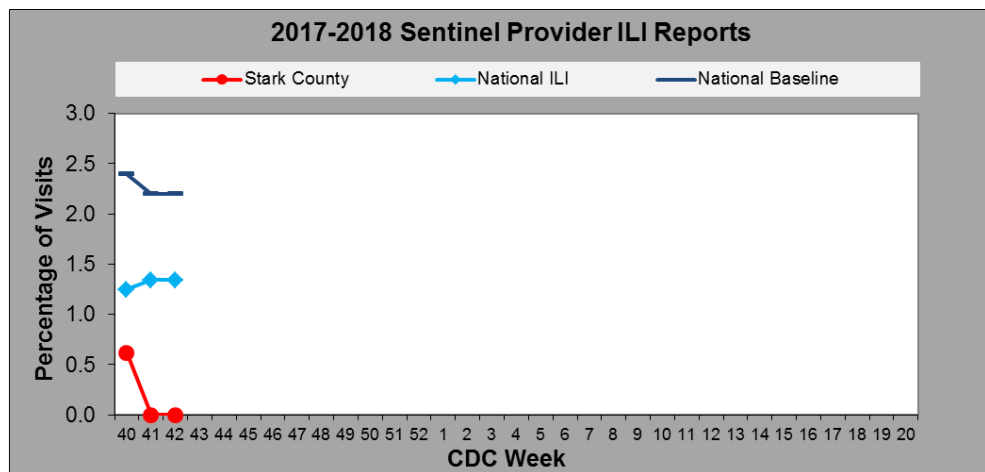 2017-2018 Sentinel Provider ILI Reports
Stark County National ILI National Baseline
Percentage of Visits
3.0
2.5
2.0
1.5
1.0
0.5
0.0
40 41 42 43 44 45 46 47 48 49 50 51 52 1 2 3 4 5 6 7 8 9 10 11 12 13 14 15 16 17 18 19 20
CDC Week